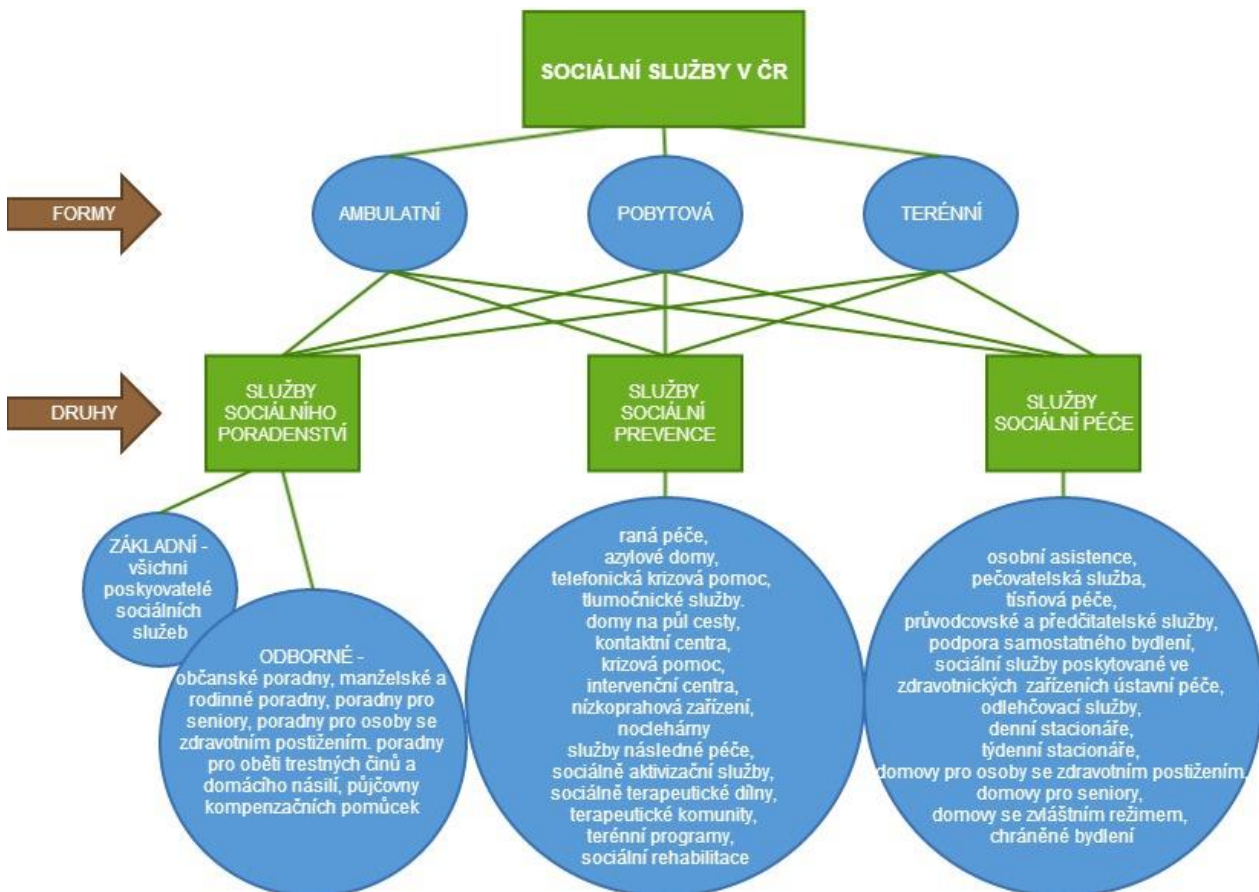 SOCIÁLNÍ SLUŽBY V ČR
FORMY
AMBULATNÍ
POBYTOVÁ
TERÉNNÍ
DRUHY
SLUŽBY
SOCIÁLNÍHO
PORADENSTVÍ
SLUŽBY
SOCIÁLNÍ
PREVENCE
SLUŽBY
SOCIÁLNÍ PÉČE
ZÁKLADNÍ -
všichni
poskyovatelé
sociálních
služeb
ODBORNÉ -
občanské poradny, manželské a
rodinné poradny, poradny pro
seniory, poradny pro osoby se
zdravotním postižením. poradny
pro oběti trestných činů a
domácího násilí, půjčovny
kompenzačních pomůcek
raná péče,
azylové domy,
telefonická krizová pomoc,
tlumočnické služby.
domy na půl cesty,
kontaktní centra,
krizová pomoc,
intervenční centra,
nízkoprahová zařízení,
noclehárny
služby následné péče,
sociálně aktivizační služby,
sociálně terapeutické dílny,
terapeutické komunity,
terénní programy,
sociální rehabilitace
osobní asistence,
pečovatelská služba,
tísňová péče,
průvodcovské a předčitatelské služby,
podpora samostatného bydlení,
sociální služby poskytované ve
zdravotnických zařízeních ústavní péče,
odlehčovací služby,
denní stacionáře,
týdenní stacionáře,
domovy pro osoby se zdravotním postižením,
domovy pro seniory,
domovy se zvláštním režimem,
chráněné bydlení